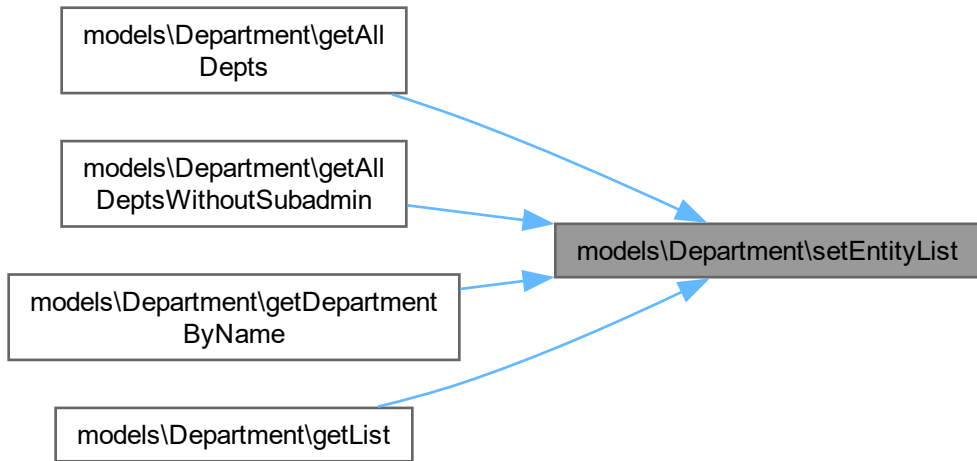 models\Department\getAll
Depts
models\Department\getAll
DeptsWithoutSubadmin
models\Department\setEntityList
models\Department\getDepartment
ByName
models\Department\getList